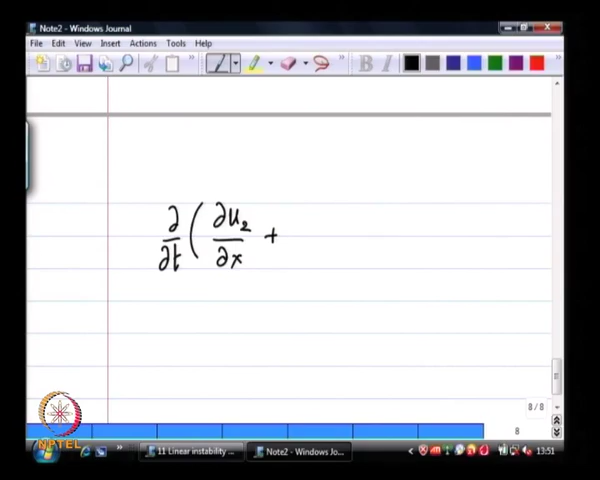 Note2 - Windows Journal
File Edit View Insert Actions Tools Help
B I
∂/∂t ( ∂u₂/∂x +
8/8
8
NPTEL
11 Linear instability ...
Note2 - Windows Jo...
13:51